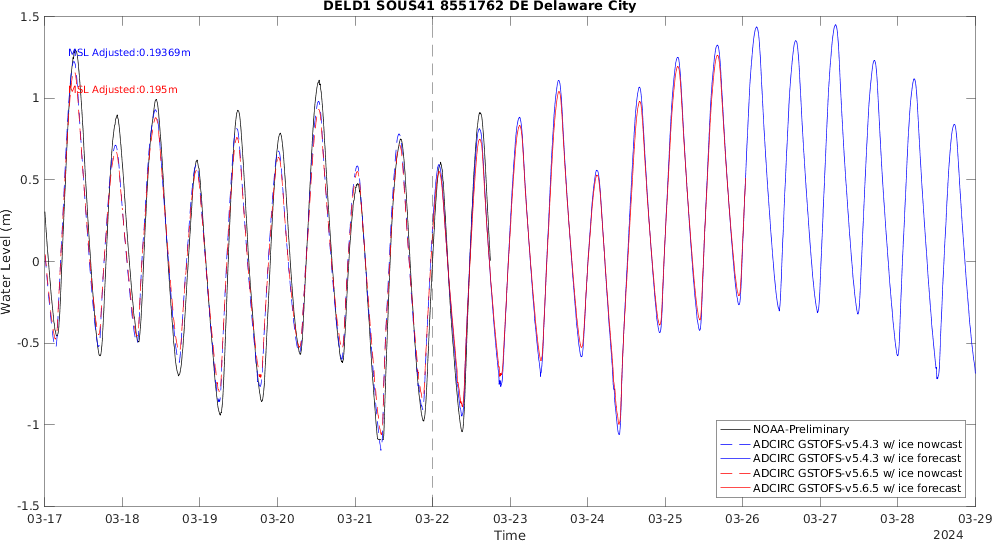 DELD1 SOUS41 8551762 DE Delaware City
1.5
1
0.5
0
-0.5
-1
-1.5
Water Level (m)
MSL Adjusted:0.19369m
MSL Adjusted:0.195m
NOAA-Preliminary
ADCIRC GSTOFS-v5.4.3 w/ ice nowcast
ADCIRC GSTOFS-v5.4.3 w/ ice forecast
ADCIRC GSTOFS-v5.6.5 w/ ice nowcast
ADCIRC GSTOFS-v5.6.5 w/ ice forecast
03-17 03-18 03-19 03-20 03-21 03-22 03-23 03-24 03-25 03-26 03-27 03-28 03-29
Time
2024